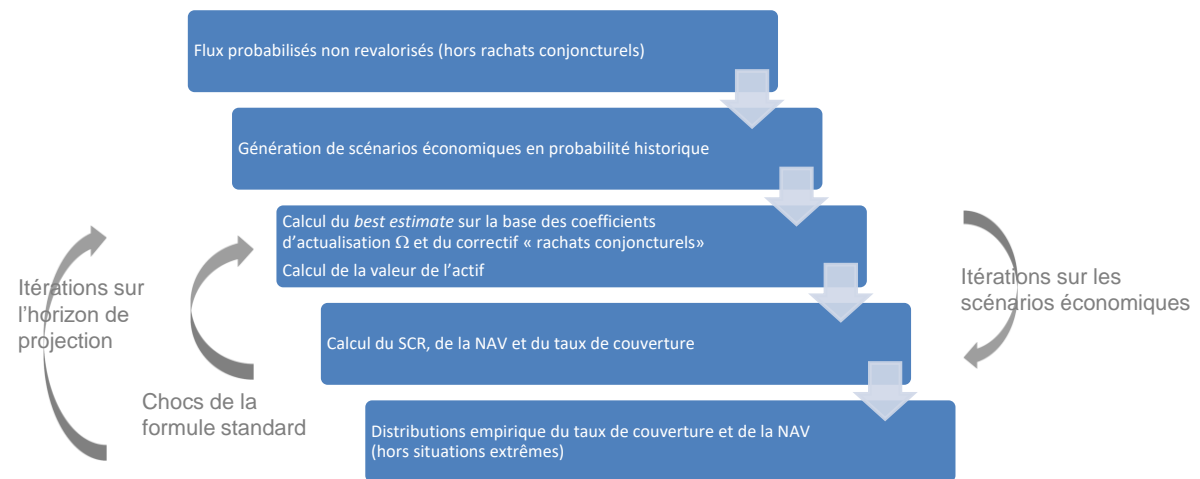 Flux probabilisés non revalorisés (hors rachats conjoncturels)
Génération de scénarios économiques en probabilité historique
Calcul du best estimate sur la base des coefficients
d’actualisation Ω et du correctif « rachats conjoncturels»
Calcul de la valeur de l’actif
Itérations sur
l’horizon de
projection
Itérations sur les
scénarios économiques
Calcul du SCR, de la NAV et du taux de couverture
Chocs de la
formule standard
Distributions empirique du taux de couverture et de la NAV
(hors situations extrêmes)